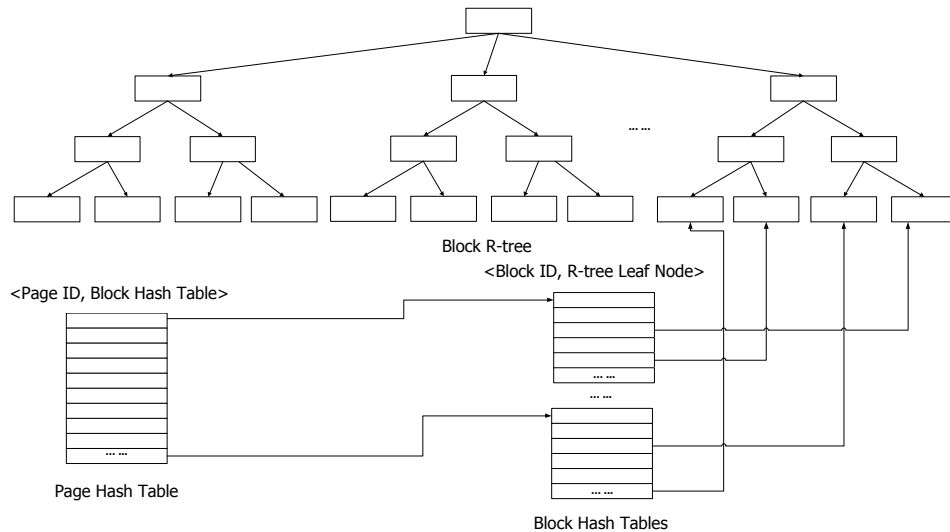 ... ...
Block R-tree
<Block ID, R-tree Leaf Node>
<Page ID, Block Hash Table>
... ...
... ...
... ...
... ...
Page Hash Table
Block Hash Tables